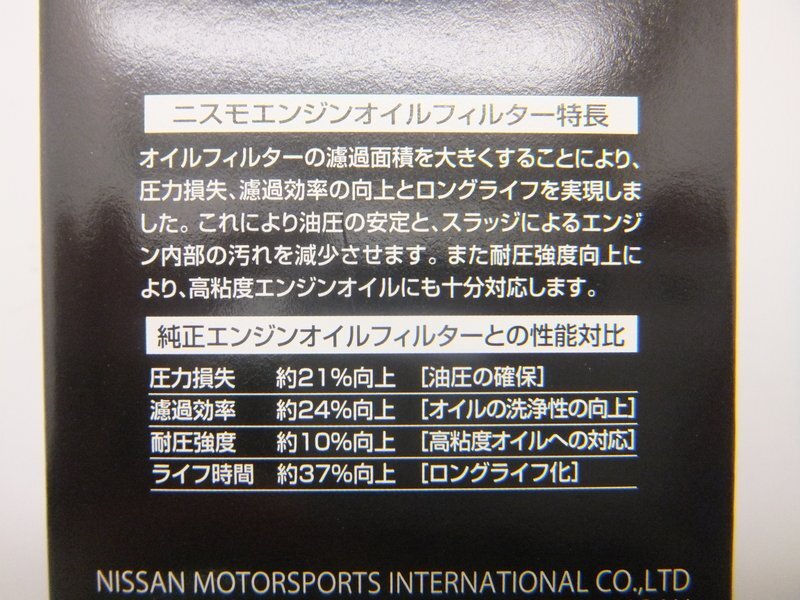 ニスモエンジンオイルフィルター特長
オイルフィルターの濾過面積を大きくすることにより、
圧力損失、濾過効率の向上とロングライフを実現しま
した。これにより油圧の安定と、スラッジによるエンジ
ン内部の汚れを減少させます。また耐圧強度向上に
より、高粘度エンジンオイルにも十分対応します。
純正エンジンオイルフィルターとの性能対比
圧力損失 約21%向上 [油圧の確保]
濾過効率 約24%向上 [オイルの洗浄性の向上]
耐圧強度 約10%向上 [高粘度オイルへの対応]
ライフ時間 約37%向上 [ロングライフ化]
NISSAN MOTORSPORTS INTERNATIONAL CO.,LTD